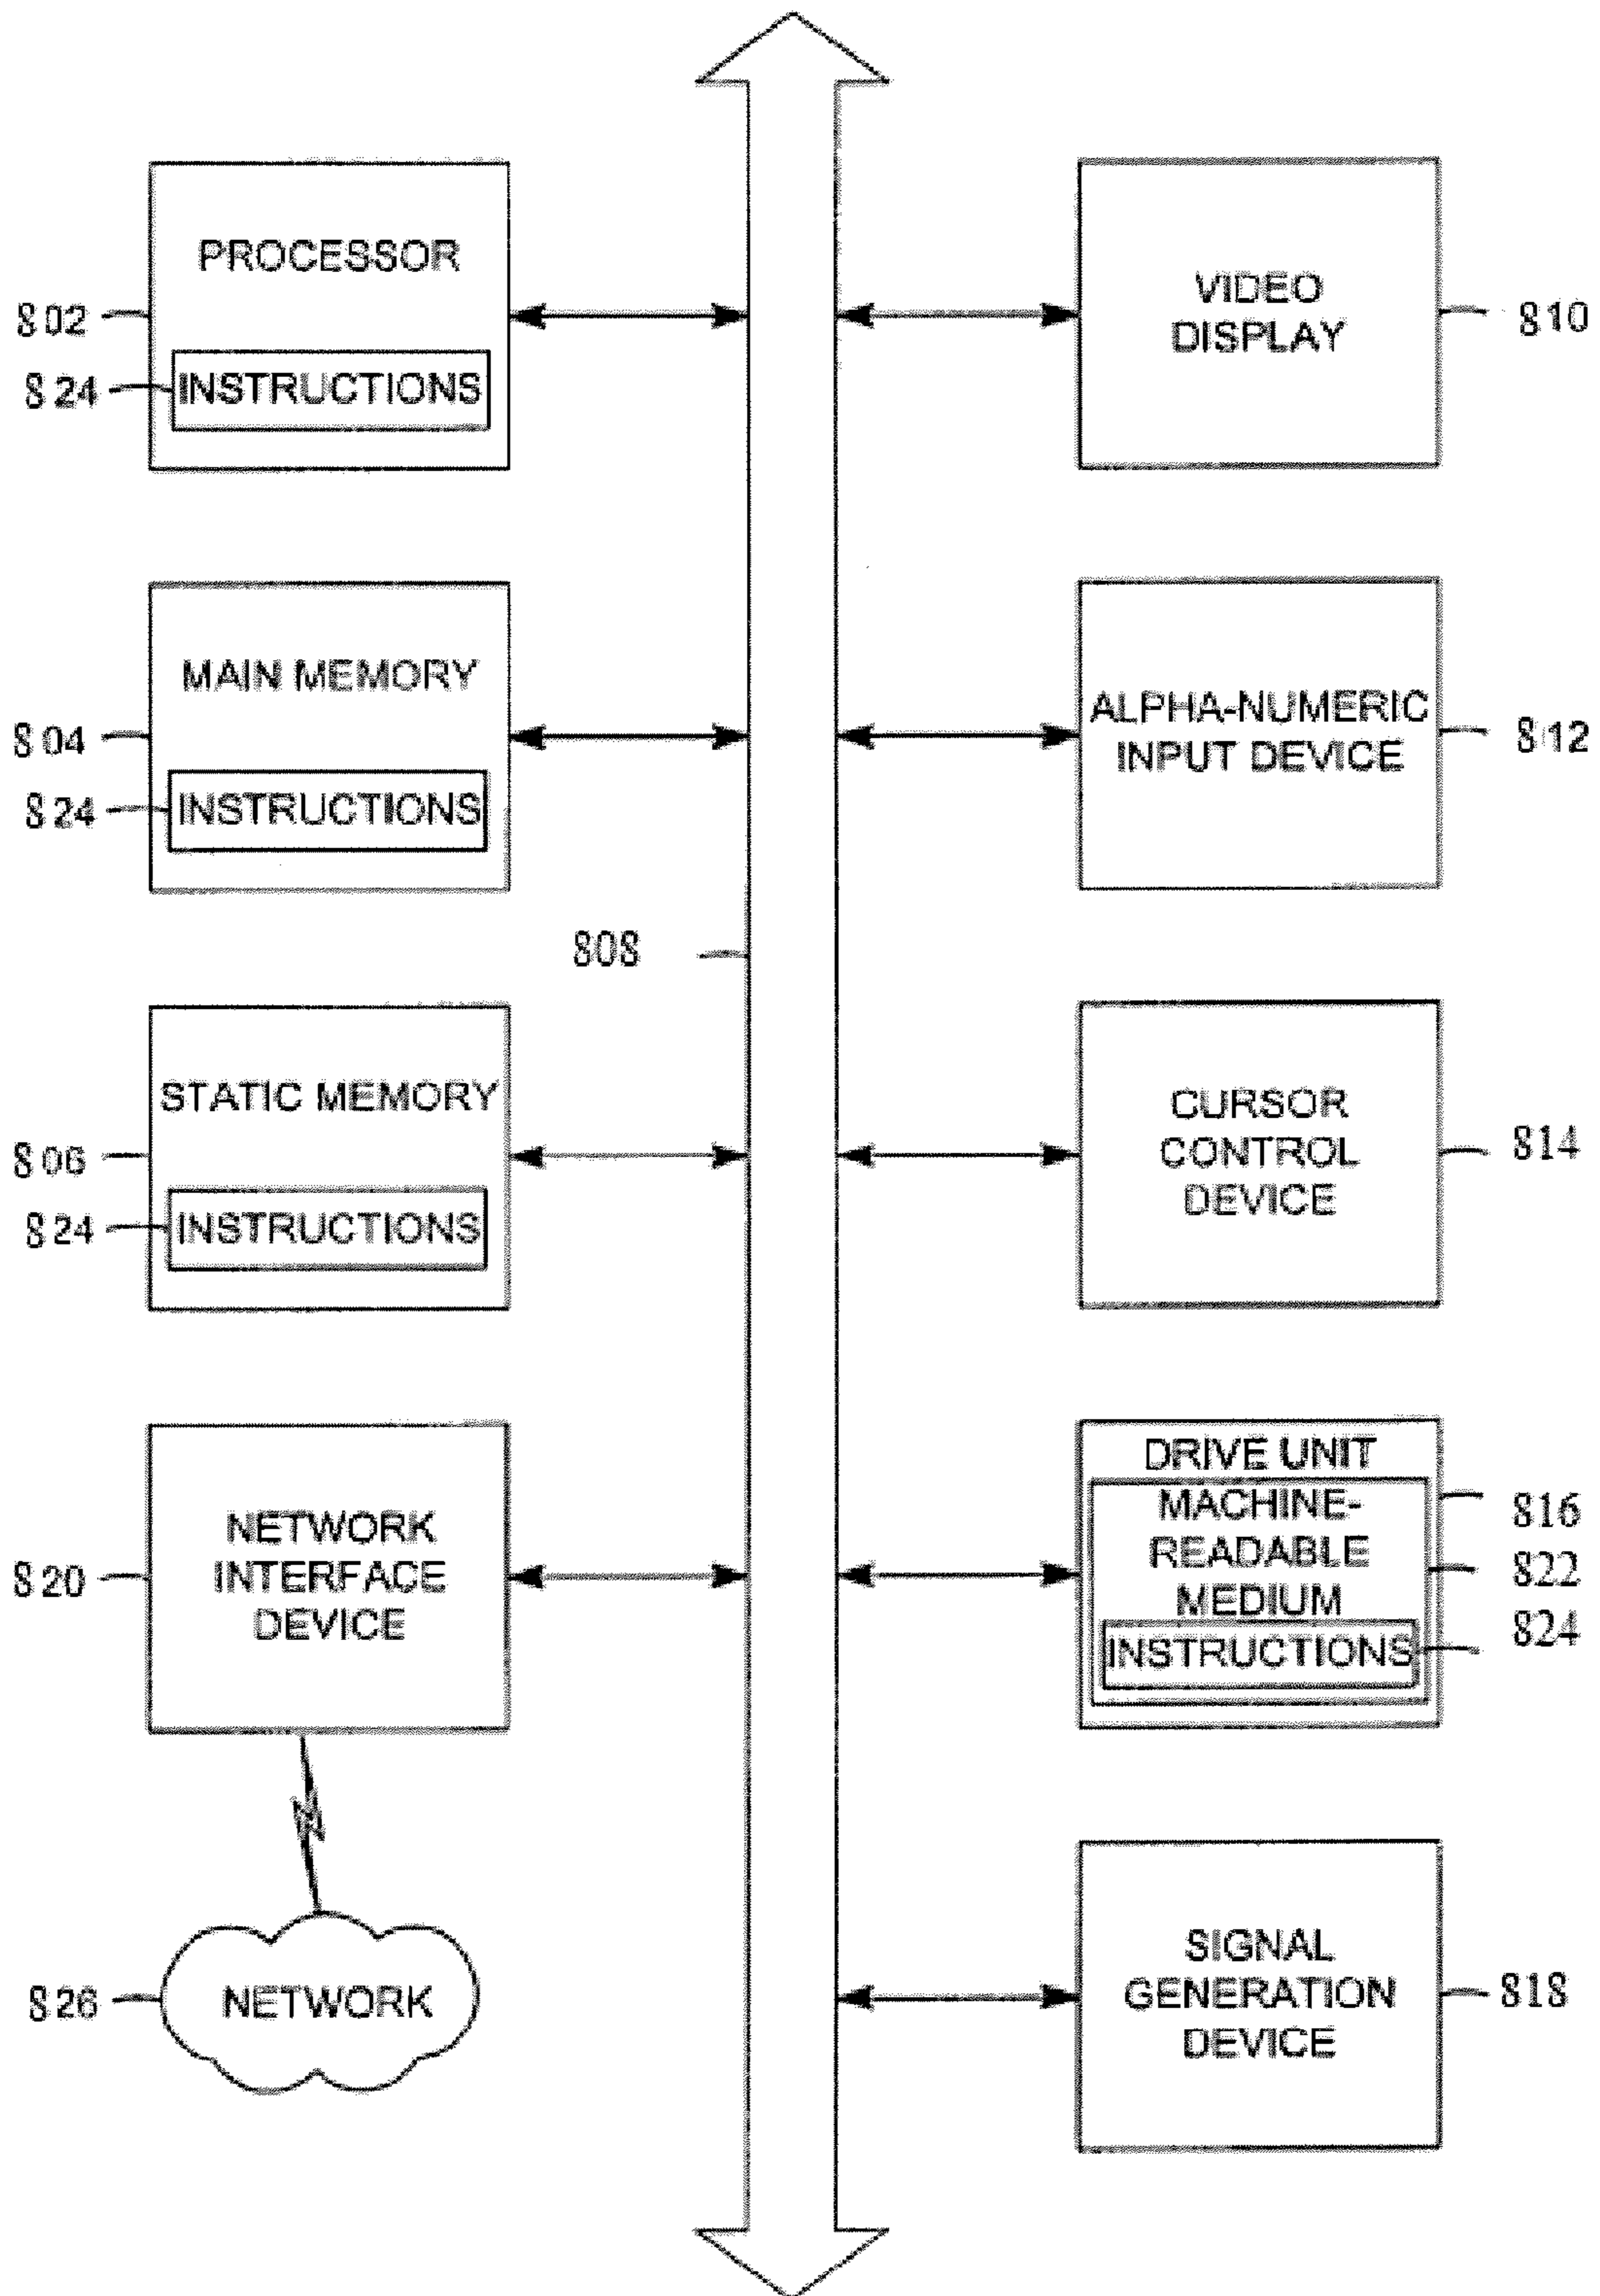 PROCESSOR
802
824
INSTRUCTIONS
VIDEO
DISPLAY
810
MAIN MEMORY
804
824
INSTRUCTIONS
ALPHA-NUMERIC
INPUT DEVICE
812
808
STATIC MEMORY
806
824
INSTRUCTIONS
CURSOR
CONTROL
DEVICE
814
NETWORK
INTERFACE
DEVICE
820
DRIVE UNIT
MACHINE-
READABLE
MEDIUM
INSTRUCTIONS
816
822
824
826
NETWORK
SIGNAL
GENERATION
DEVICE
818